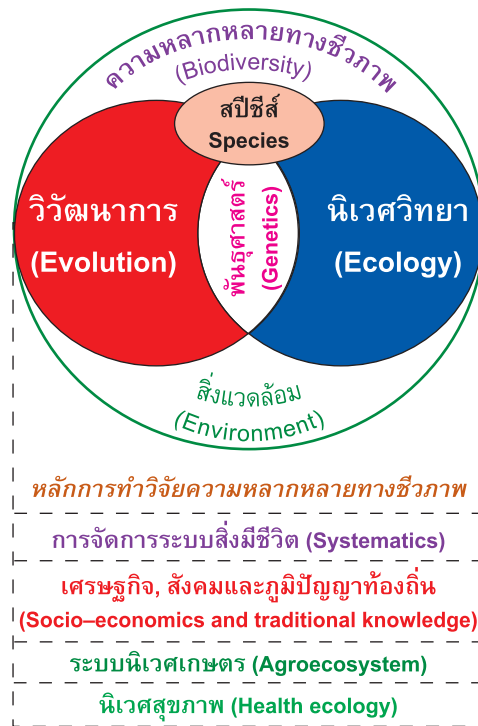 ความหลากหลายทางชีวภาพ
(Biodiversity)
สปีชีส์
Species
วิวัฒนาการ
(Evolution)
พันธุศาสตร์
(Genetics)
นิเวศวิทยา
(Ecology)
สิ่งแวดล้อม
(Environment)
หลักการทำวิจัยความหลากหลายทางชีวภาพ
การจัดการระบบสิ่งมีชีวิต (Systematics)
เศรษฐกิจ, สังคมและภูมิปัญญาท้องถิ่น
(Socio–economics and traditional knowledge)
ระบบนิเวศเกษตร (Agroecosystem)
นิเวศสุขภาพ (Health ecology)